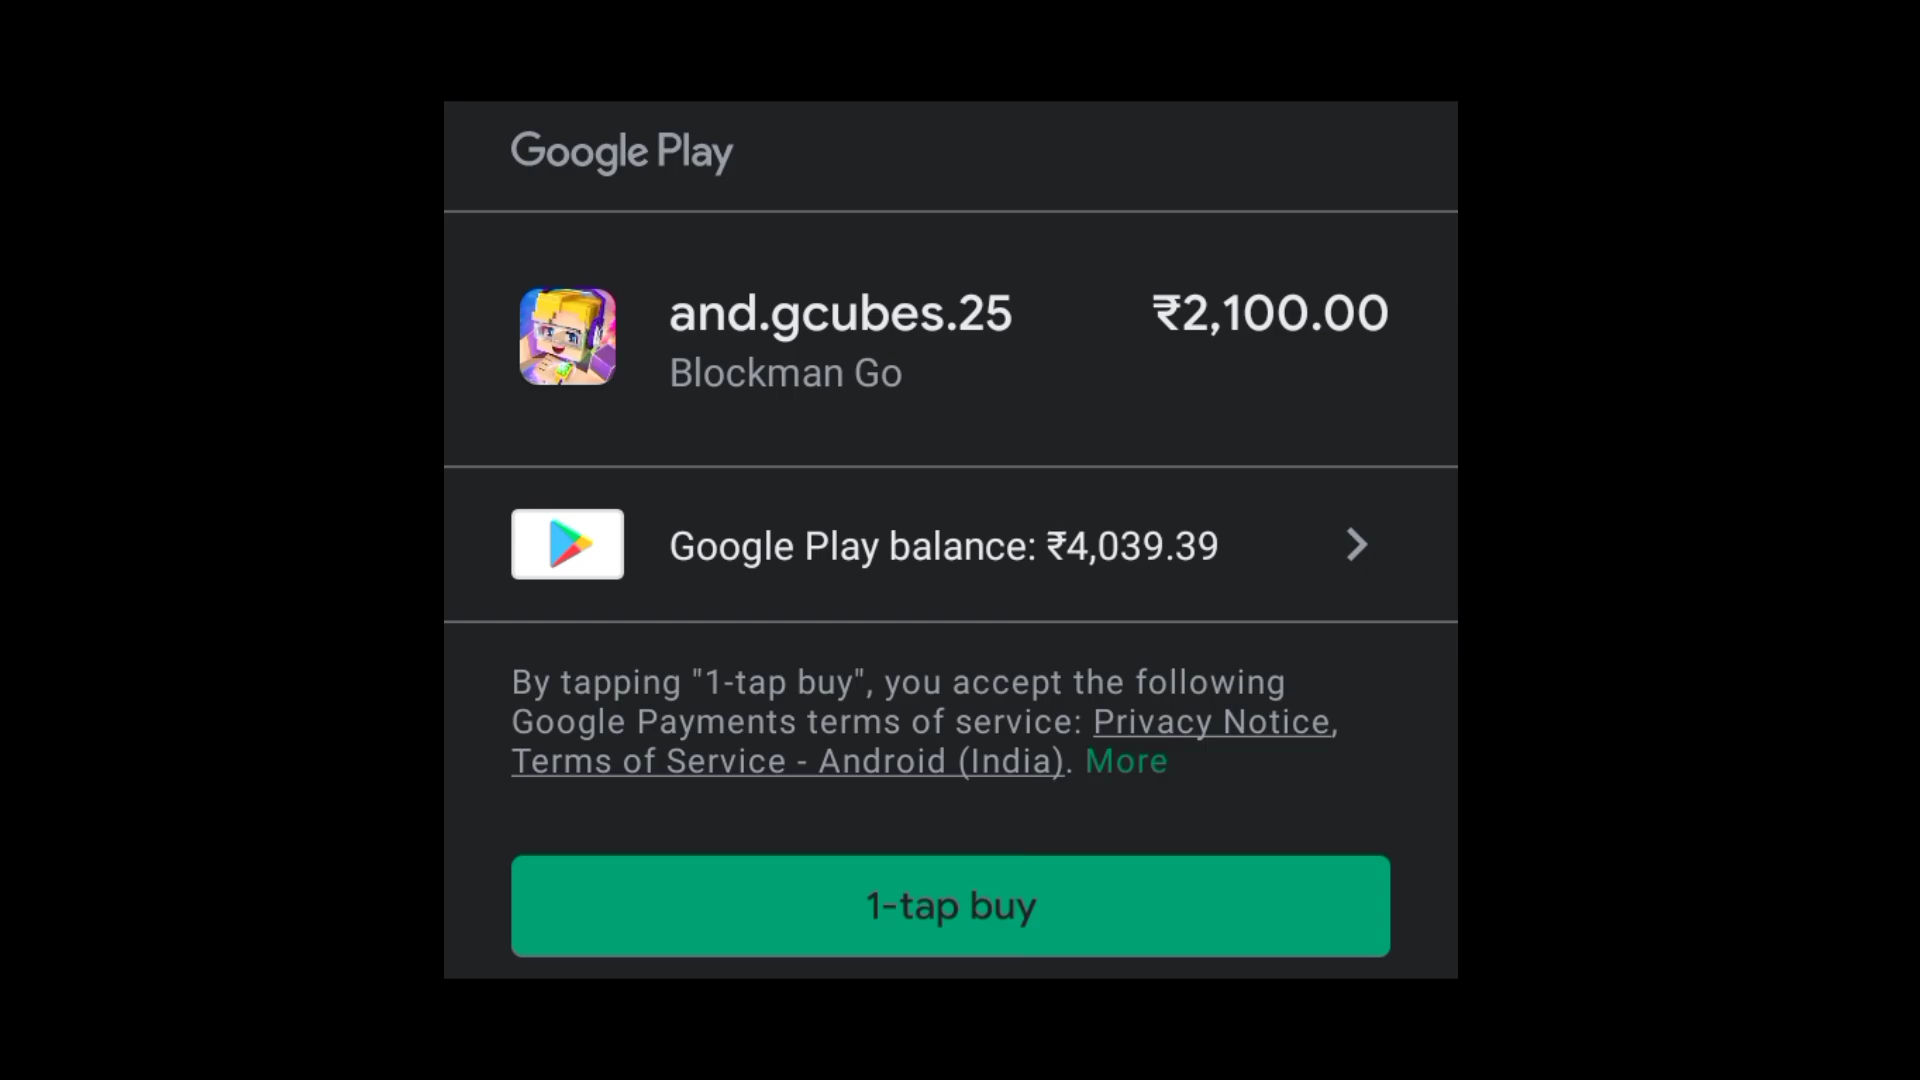 Google Play
and.gcubes.25 ₹2,100.00
Blockman Go
Google Play balance: ₹4,039.39
By tapping "1-tap buy", you accept the following
Google Payments terms of service: Privacy Notice,
Terms of Service - Android (India). More
1-tap buy